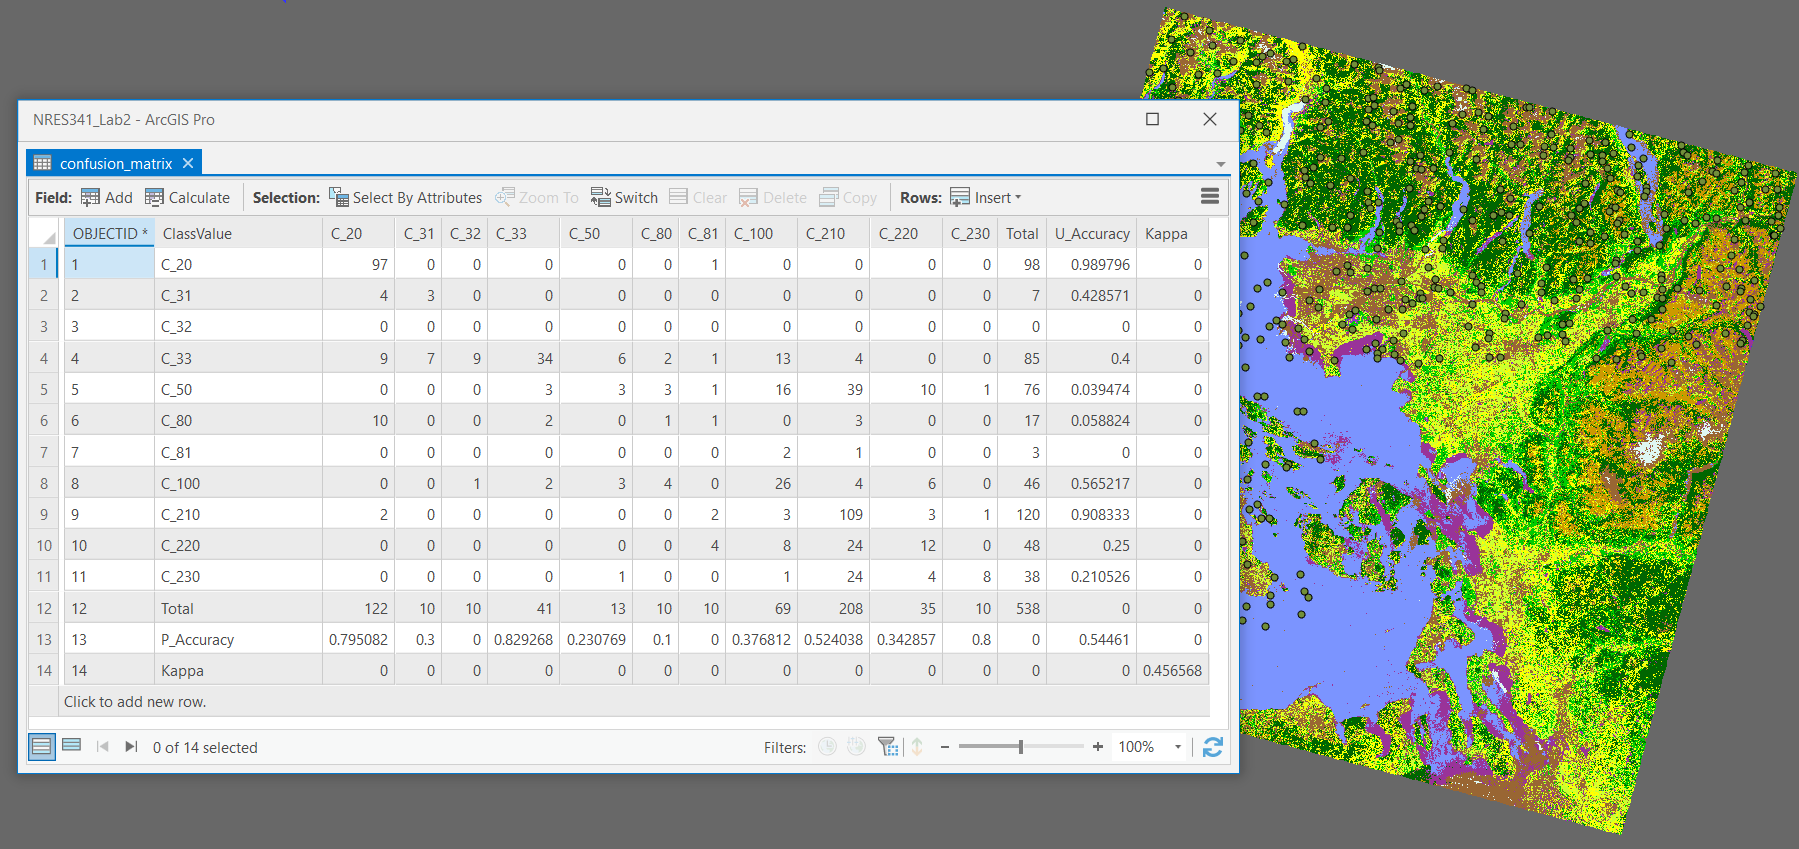 NRES341_Lab2 - ArcGIS Pro
confusion_matrix
Field: Add Calculate Selection: Select By Attributes Zoom To Switch Clear Delete Copy Rows: Insert
OBJECTID * ClassValue C_20 C_31 C_32 C_33 C_50 C_80 C_81 C_100 C_210 C_220 C_230 Total U_Accuracy Kappa
1 1 C_20 97 0 0 0 0 0 1 0 0 0 0 98 0.989796 0
2 2 C_31 4 3 0 0 0 0 0 0 0 0 0 7 0.428571 0
3 3 C_32 0 0 0 0 0 0 0 0 0 0 0 0 0 0
4 4 C_33 9 7 9 34 6 2 1 13 4 0 0 85 0.4 0
5 5 C_50 0 0 0 3 3 3 1 16 39 10 1 76 0.039474 0
6 6 C_80 10 0 0 2 0 1 1 0 3 0 0 17 0.058824 0
7 7 C_81 0 0 0 0 0 0 0 2 1 0 0 3 0 0
8 8 C_100 0 0 1 2 3 4 0 26 4 6 0 46 0.565217 0
9 9 C_210 2 0 0 0 0 0 2 3 109 3 1 120 0.908333 0
10 10 C_220 0 0 0 0 0 0 4 8 24 12 0 48 0.25 0
11 11 C_230 0 0 0 0 1 0 0 1 24 4 8 38 0.210526 0
12 12 Total 122 10 10 41 13 10 10 69 208 35 10 538 0 0
13 13 P_Accuracy 0.795082 0.3 0 0.829268 0.230769 0.1 0 0.376812 0.524038 0.342857 0.8 0 0.54461 0
14 14 Kappa 0 0 0 0 0 0 0 0 0 0 0 0 0 0.456568
Click to add new row.
0 of 14 selected Filters: 100%